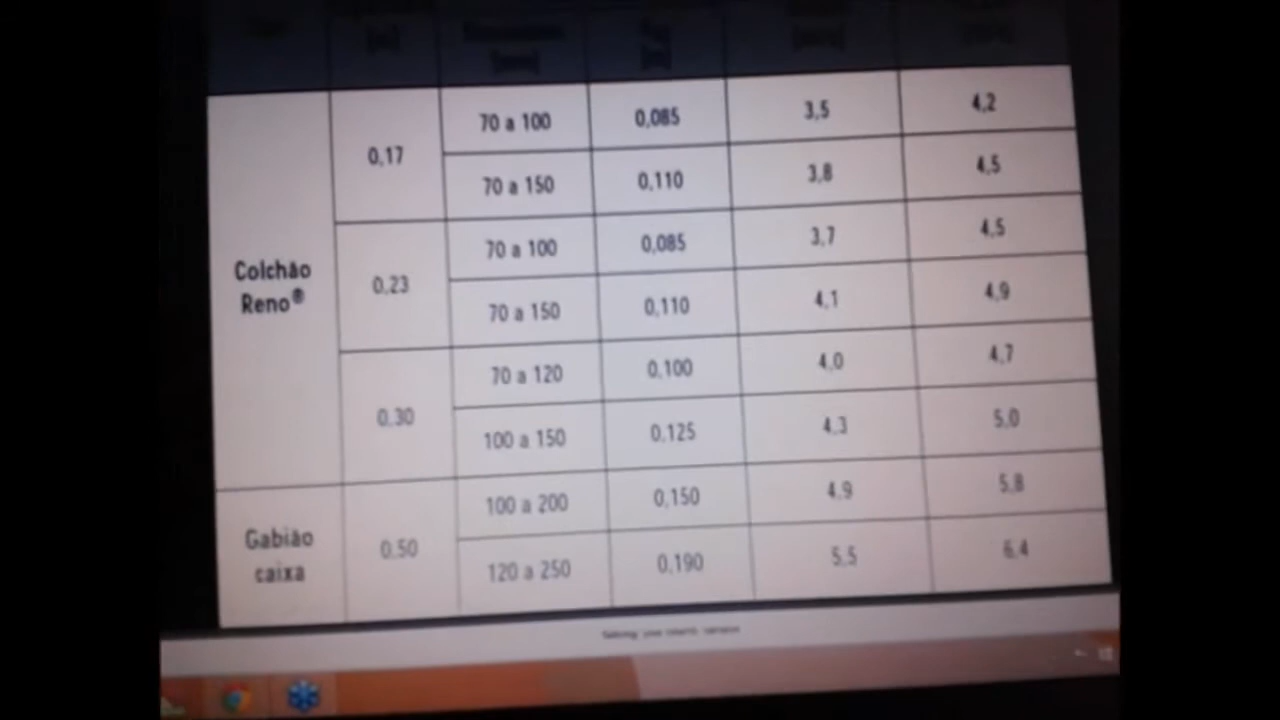 70 a 100 0,085 3,5 4,2
0,17
70 a 150 0,110 3,8 4,5
70 a 100 0,085 3,7 4,5
Colchão
Reno®
0,23
70 a 150 0,110 4,1 4,9
70 a 120 0,100 4,0 4,7
0,30
100 a 150 0,125 4,3 5,0
100 a 200 0,150 4,9 5,8
Gabião
caixa
0,50
120 a 250 0,190 5,5 6,4